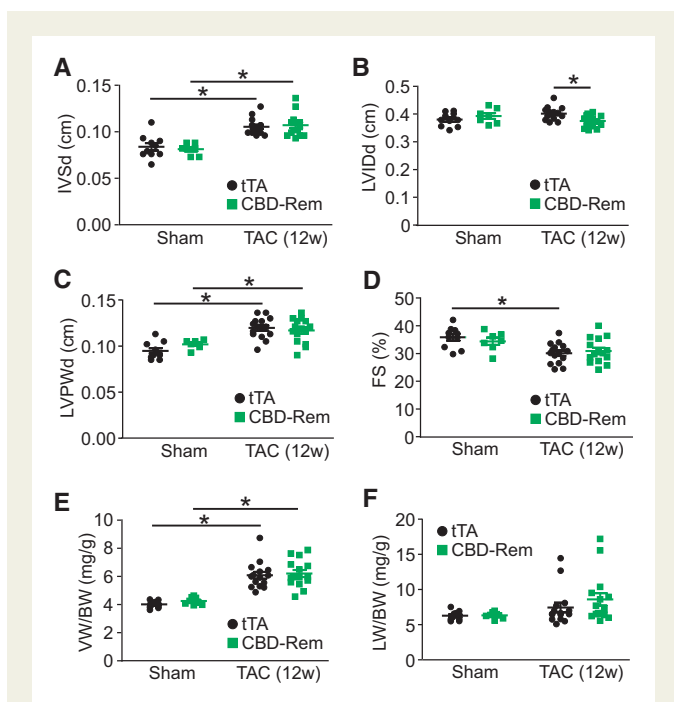 A
IVSd (cm)
0.15
0.10
0.05
0.00
*
*
tTA
CBD-Rem
Sham TAC (12w)
B
LVIDd (cm)
0.5
0.4
0.3
0.2
0.1
0
*
tTA
CBD-Rem
Sham TAC (12w)
C
LVPWd (cm)
0.15
0.10
0.05
0.00
*
*
tTA
CBD-Rem
Sham TAC (12w)
D
FS (%)
50
40
30
20
10
0
*
tTA
CBD-Rem
Sham TAC (12w)
E
VW/BW (mg/g)
10
8
6
4
2
0
*
*
tTA
CBD-Rem
Sham TAC (12w)
F
LW/BW (mg/g)
20
15
10
5
0
tTA
CBD-Rem
Sham TAC (12w)